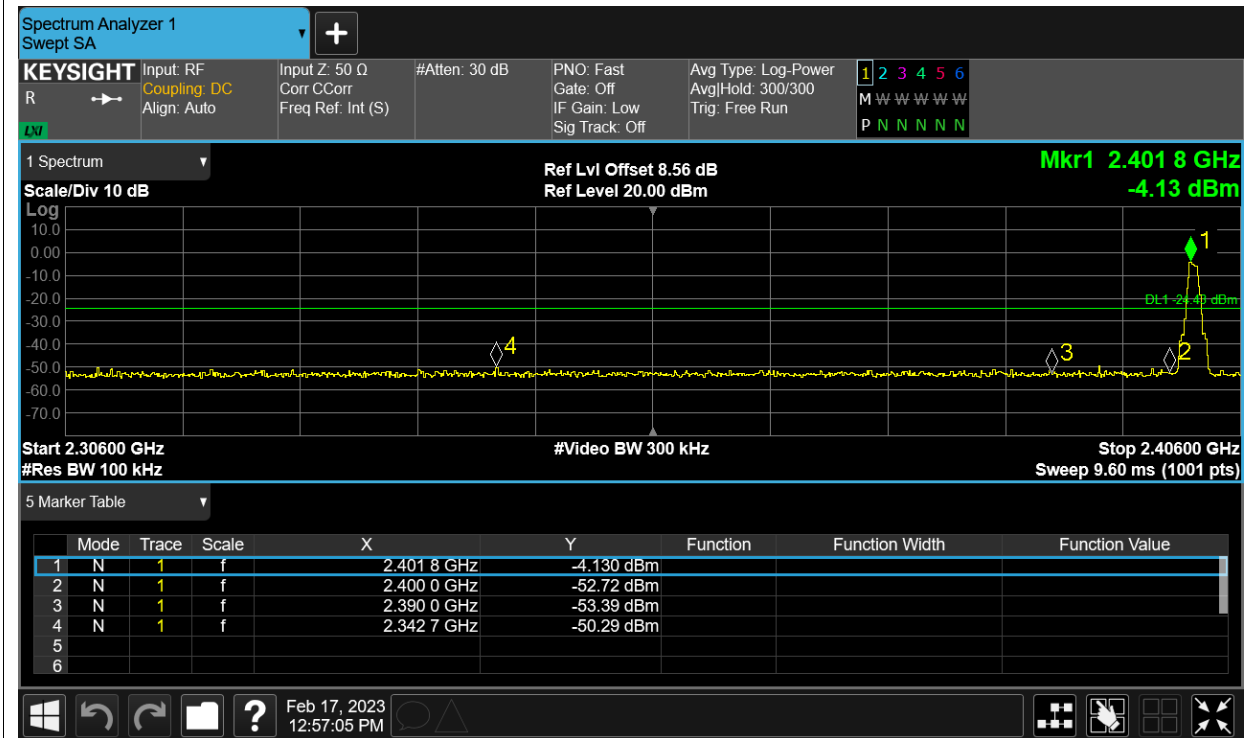 Spectrum Analyzer 1
Swept SA
KEYSIGHT
R
LXI
Input: RF
Coupling: DC
Align: Auto
Input Z: 50 Ω
Corr CCorr
Freq Ref: Int (S)
#Atten: 30 dB
PNO: Fast
Gate: Off
IF Gain: Low
Sig Track: Off
Avg Type: Log-Power
Avg|Hold: 300/300
Trig: Free Run
1 2 3 4 5 6
M W W W W W
P N N N N N
1 Spectrum
Scale/Div 10 dB
Ref Lvl Offset 8.56 dB
Ref Level 20.00 dBm
Mkr1 2.401 8 GHz
-4.13 dBm
Log
10.0
0.00
-10.0
-20.0
-30.0
-40.0
-50.0
-60.0
-70.0
1
DL1 -24.43 dBm
4
3
2
Start 2.30600 GHz
#Video BW 300 kHz
Stop 2.40600 GHz
#Res BW 100 kHz
Sweep 9.60 ms (1001 pts)
5 Marker Table
Mode Trace Scale X Y Function Function Width Function Value
1 N 1 f 2.401 8 GHz -4.130 dBm
2 N 1 f 2.400 0 GHz -52.72 dBm
3 N 1 f 2.390 0 GHz -53.39 dBm
4 N 1 f 2.342 7 GHz -50.29 dBm
5
6
?
Feb 17, 2023
12:57:05 PM